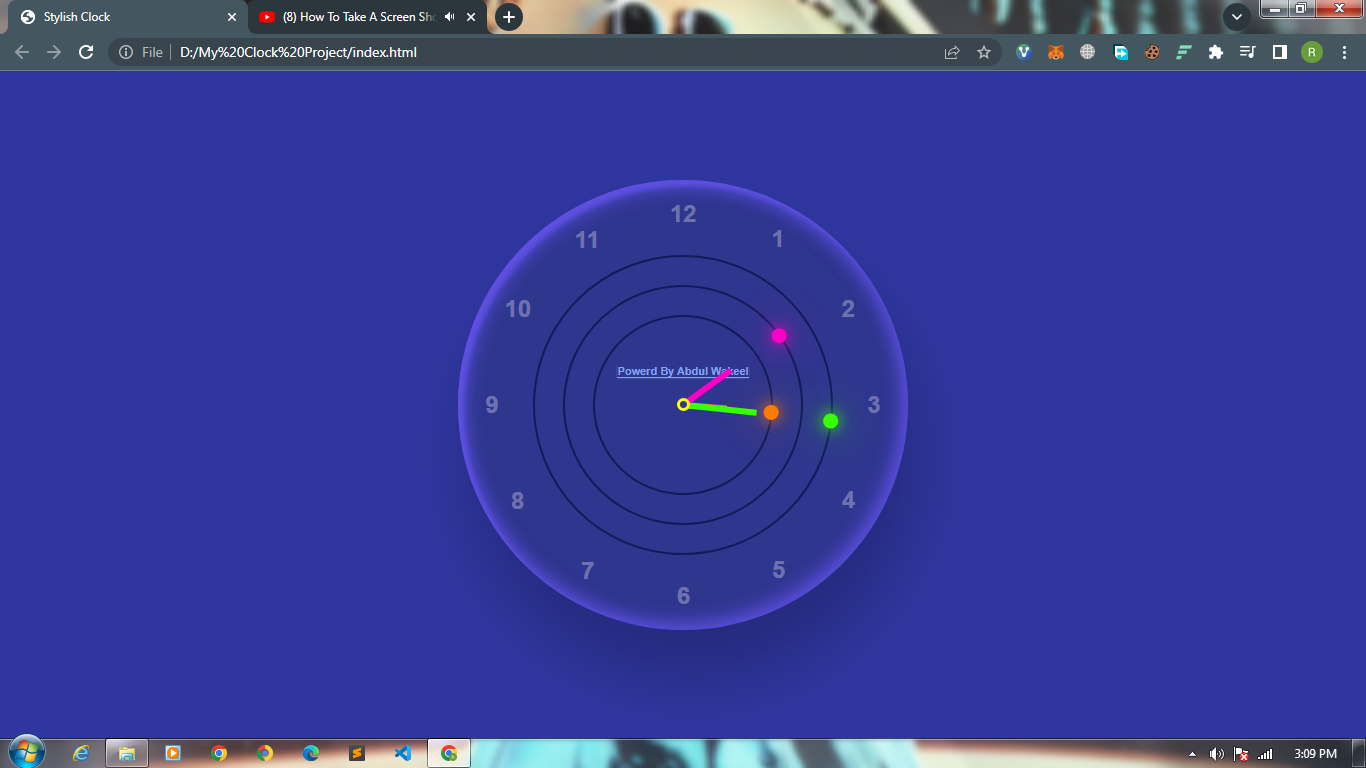 Stylish Clock
(8) How To Take A Screen Sho
File
D:/My%20Clock%20Project/index.html
R
12
11
1
10
2
Powerd By Abdul Wakeel
9
3
8
4
7
5
6
3:09 PM